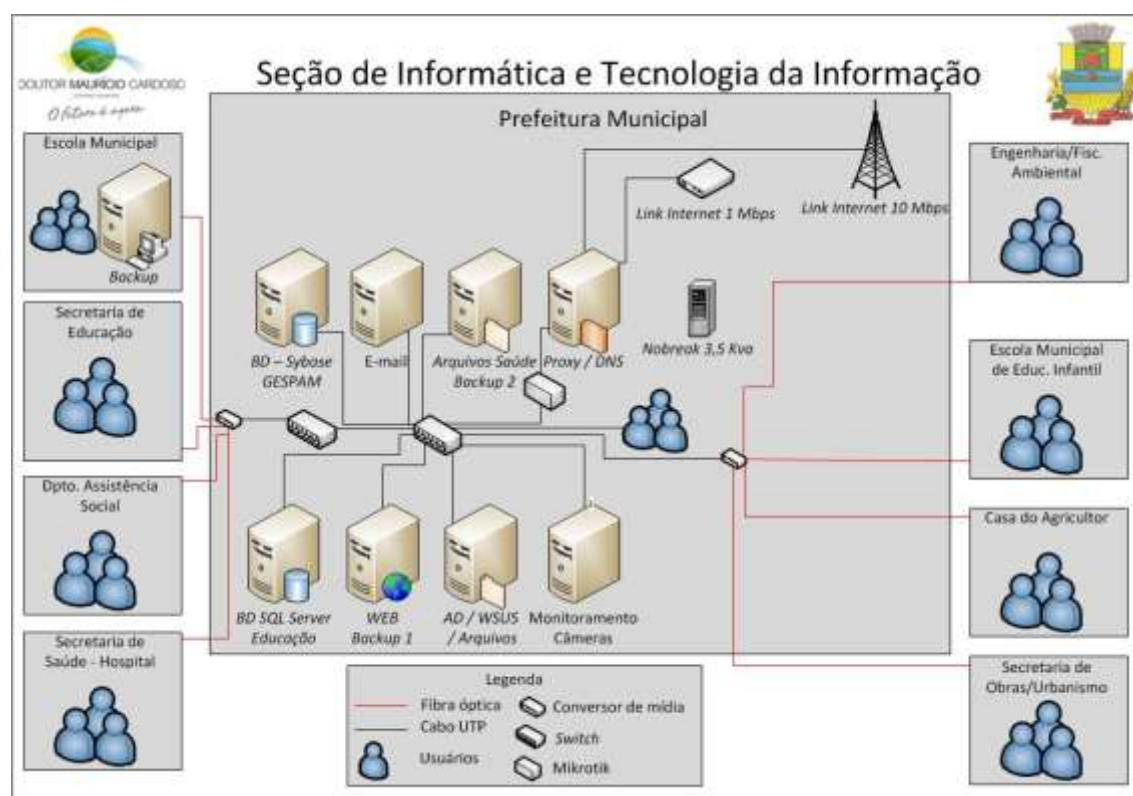 DOUTOR MAURÍCIO CARDOSO
O futuro é agora
Seção de Informática e Tecnologia da Informação
Prefeitura Municipal
Escola Municipal
Backup
Secretaria de
Educação
Dpto. Assistência
Social
Secretaria de
Saúde - Hospital
Link Internet 1 Mbps
Link Internet 10 Mbps
BD – Sybase
GESPAM
E-mail
Arquivos Saúde
Backup 2
Proxy / DNS
Nobreak 3,5 Kva
BD SQL Server
Educação
WEB
Backup 1
AD / WSUS
/ Arquivos
Monitoramento
Câmeras
Engenharia/Fisc.
Ambiental
Escola Municipal
de Educ. Infantil
Casa do Agricultor
Secretaria de
Obras/Urbanismo
Legenda
Fibra óptica
Cabo UTP
Usuários
Conversor de mídia
Switch
Mikrotik